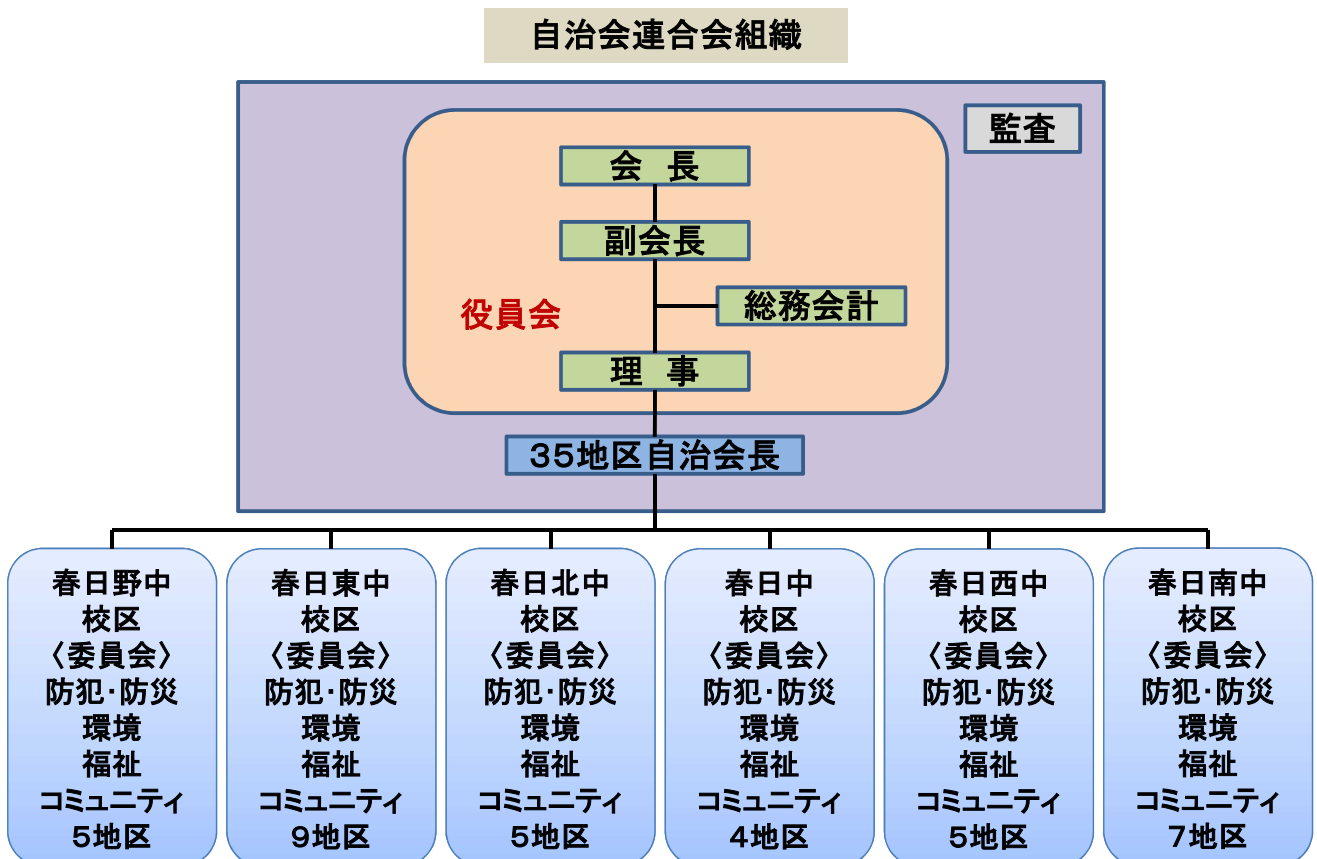 自治会連合会組織
監査
会　長
副会長
総務会計
役員会
理　事
35地区自治会長
春日野中
校区
〈委員会〉
防犯・防災
環境
福祉
コミュニティ
5地区
春日東中
校区
〈委員会〉
防犯・防災
環境
福祉
コミュニティ
9地区
春日北中
校区
〈委員会〉
防犯・防災
環境
福祉
コミュニティ
5地区
春日中
校区
〈委員会〉
防犯・防災
環境
福祉
コミュニティ
4地区
春日西中
校区
〈委員会〉
防犯・防災
環境
福祉
コミュニティ
5地区
春日南中
校区
〈委員会〉
防犯・防災
環境
福祉
コミュニティ
7地区